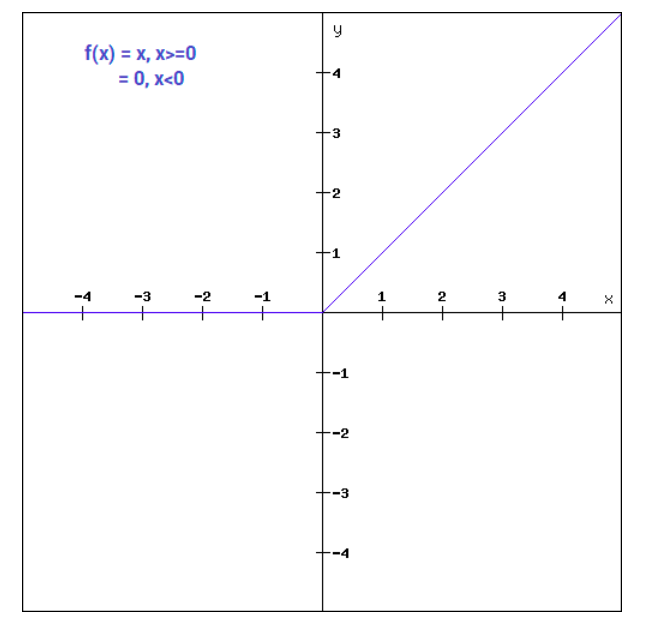 f(x) = x, x>=0
= 0, x<0
y
4
3
2
1
-4 -3 -2 -1 1 2 3 4 x
-1
-2
-3
-4